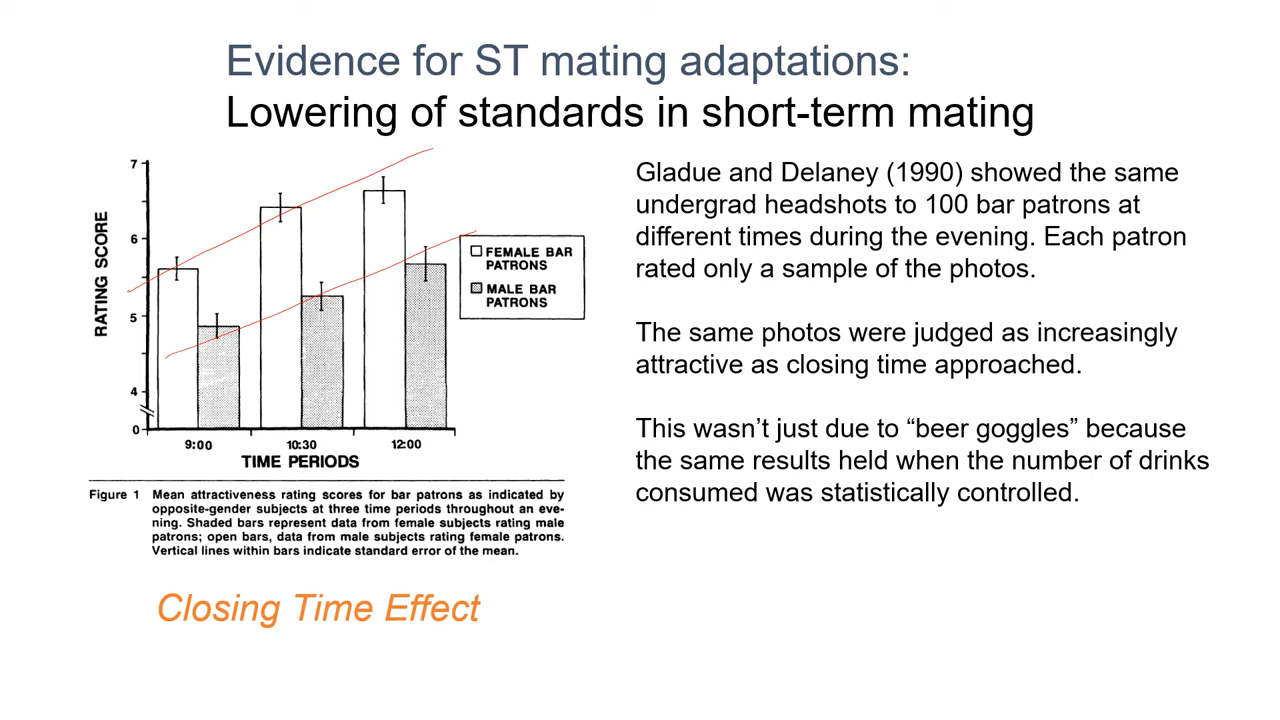 Evidence for ST mating adaptations:
Lowering of standards in short-term mating
7
6
5
4
0
RATING SCORE
9:00
10:30
12:00
TIME PERIODS
FEMALE BAR
PATRONS
MALE BAR
PATRONS
Figure 1 Mean attractiveness rating scores for bar patrons as indicated by
opposite-gender subjects at three time periods throughout an eve-
ning. Shaded bars represent data from female subjects rating male
patrons; open bars, data from male subjects rating female patrons.
Vertical lines within bars indicate standard error of the mean.
Closing Time Effect
Gladue and Delaney (1990) showed the same
undergrad headshots to 100 bar patrons at
different times during the evening. Each patron
rated only a sample of the photos.
The same photos were judged as increasingly
attractive as closing time approached.
This wasn’t just due to “beer goggles” because
the same results held when the number of drinks
consumed was statistically controlled.